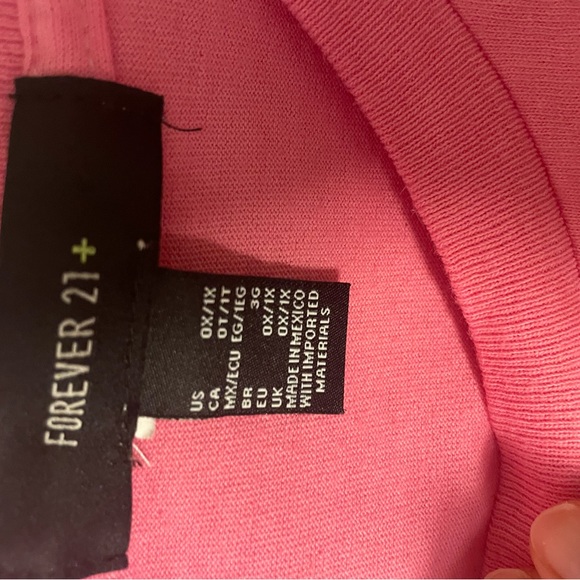 FOREVER 21+
US 0X/1X
CA 0T/1T
MX/ECU EG/1EG
BR 3G
EU 0X/1X
UK 0X/1X
MADE IN MEXICO
WITH IMPORTED
MATERIALS